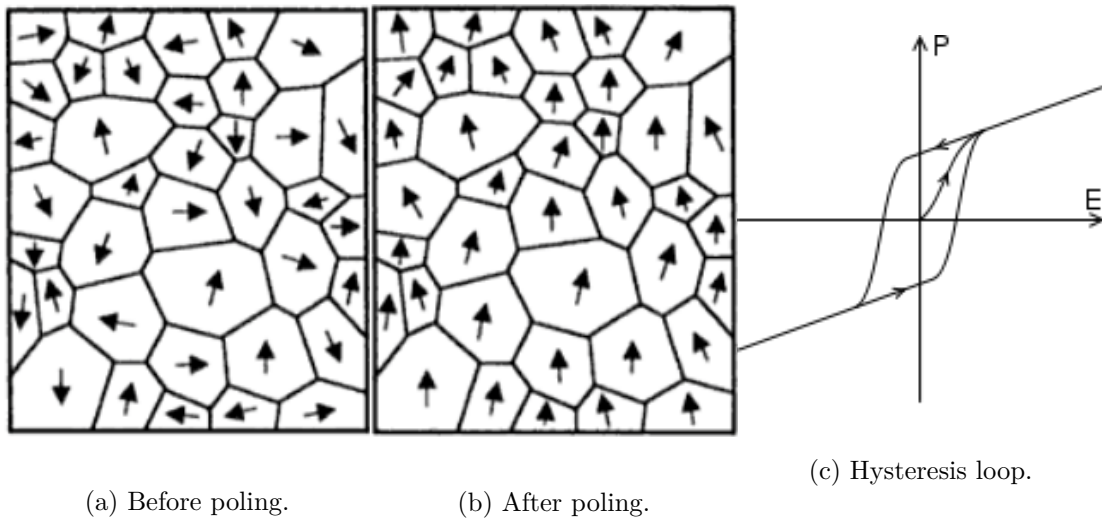 P
E
(c) Hysteresis loop.
(a) Before poling.
(b) After poling.